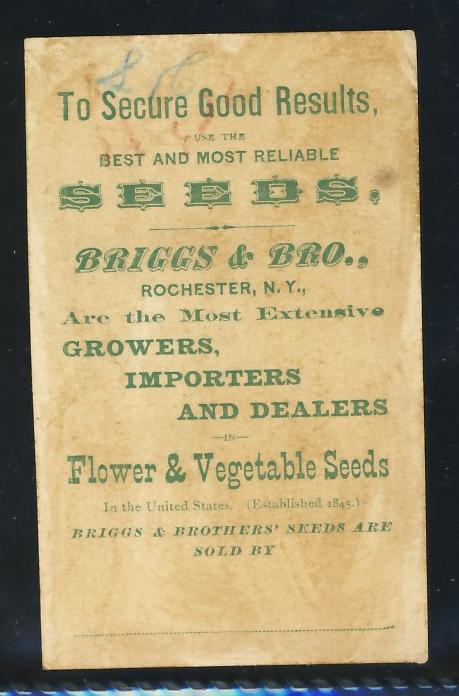 To Secure Good Results,
USE THE
BEST AND MOST RELIABLE
SEEDS.
BRIGGS & BRO.,
ROCHESTER, N.Y.,
Are the Most Extensive
GROWERS,
IMPORTERS
AND DEALERS
—IN—
Flower & Vegetable Seeds
In the United States. (Established 1845.)
BRIGGS & BROTHERS' SEEDS ARE
SOLD BY